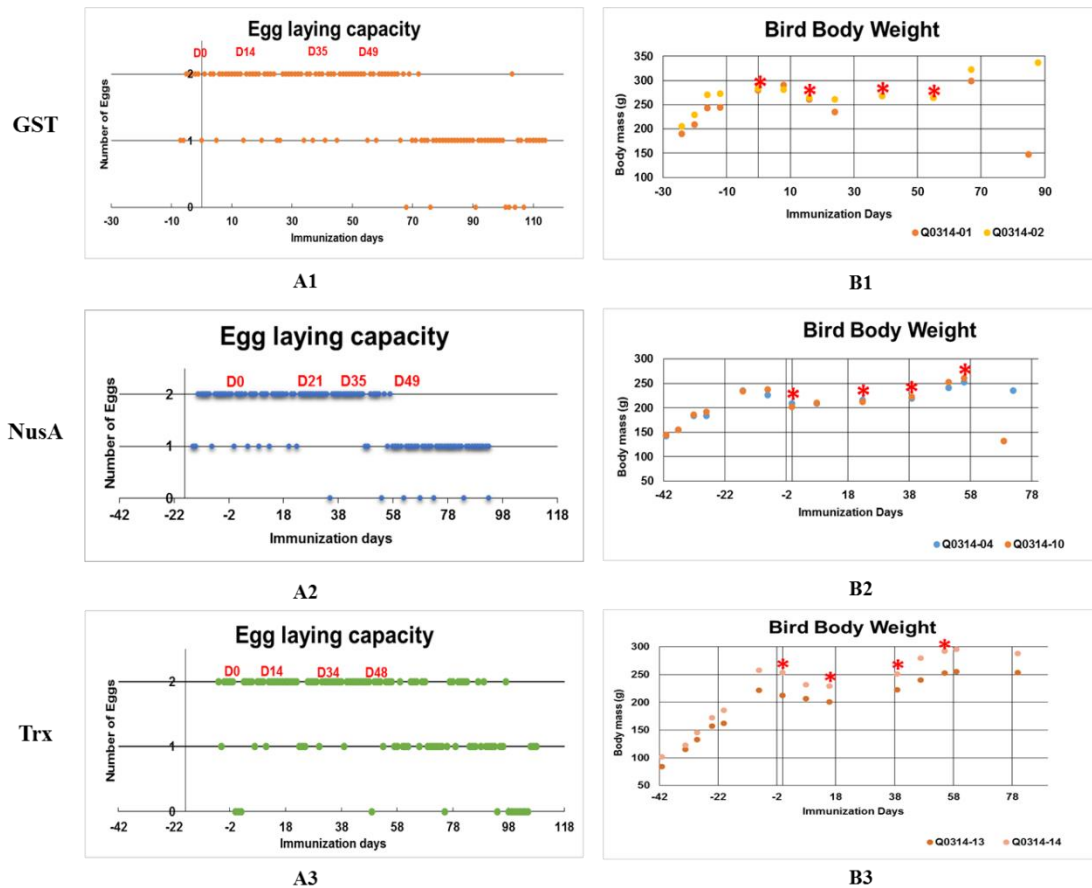 Egg laying capacity
D0 D14 D35 D49
Number of Eggs
2
1
0
-30 -10 10 30 50 70 90 110
Immunization days
GST
A1
Bird Body Weight
Body mass (g)
350
300
250
200
150
100
-30 -10 10 30 50 70 90
Immunization Days
Q0314-01 Q0314-02
B1
Egg laying capacity
D0 D21 D35 D49
Number of Eggs
2
1
0
-42 -22 -2 18 38 58 78 98 118
Immunization days
NusA
A2
Bird Body Weight
Body mass (g)
300
250
200
150
100
50
-42 -22 -2 18 38 58 78
Immunization Days
Q0314-04 Q0314-10
B2
Egg laying capacity
D0 D14 D34 D48
Number of Eggs
2
1
0
-42 -22 -2 18 38 58 78 98 118
Immunization days
Trx
A3
Bird Body Weight
Body mass (g)
300
250
200
150
100
50
-42 -22 -2 18 38 58 78
Immunization Days
Q0314-13 Q0314-14
B3